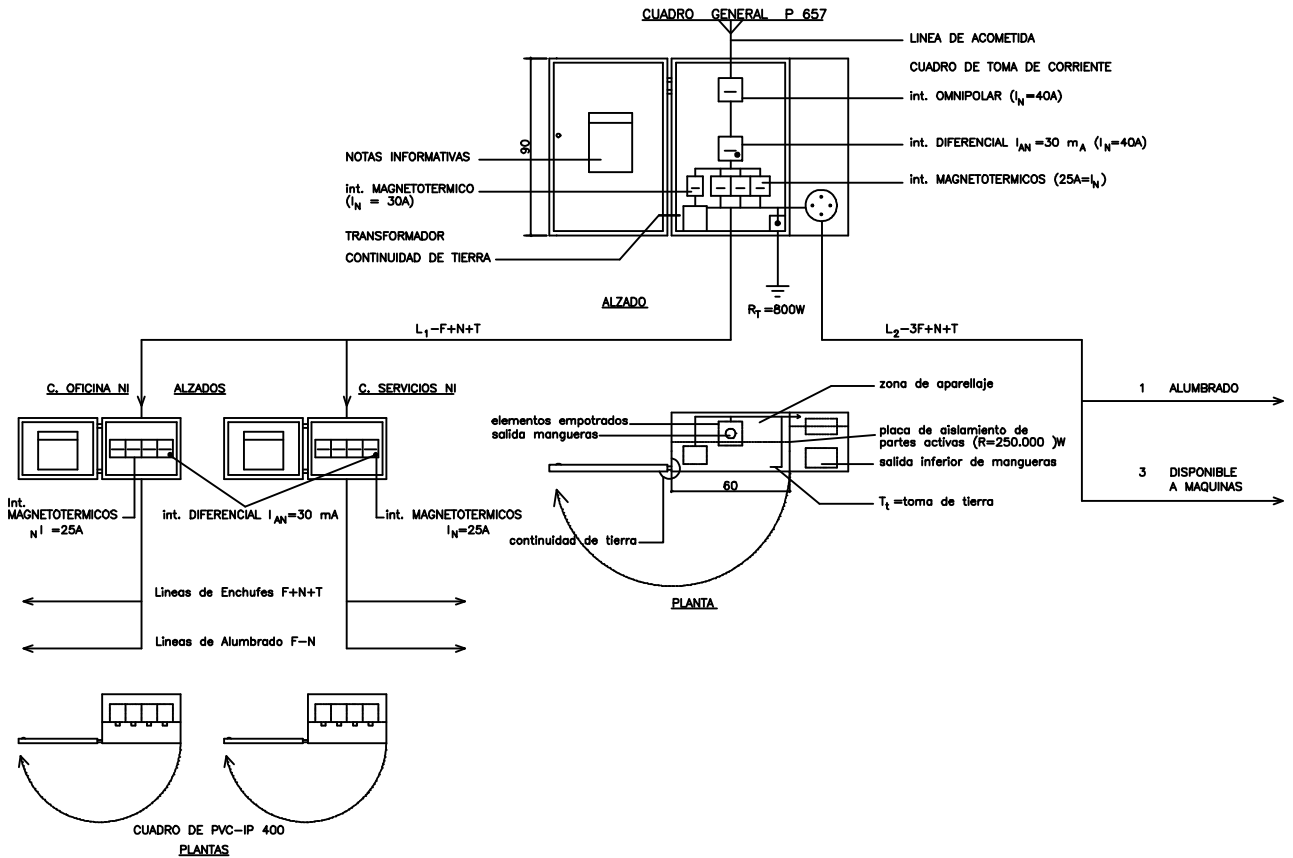 CUADRO GENERAL P 657
LINEA DE ACOMETIDA
CUADRO DE TOMA DE CORRIENTE
int. OMNIPOLAR (IN=40A)
int. DIFERENCIAL IAN=30 mA (IN=40A)
int. MAGNETOTERMICOS (25A=IN)
NOTAS INFORMATIVAS
int. MAGNETOTERMICO
(IN = 30A)
TRANSFORMADOR
CONTINUIDAD DE TIERRA
90
ALZADO
RT=800W
L1-F+N+T
L2-3F+N+T
C. OFICINA NI
ALZADOS
C. SERVICIOS NI
Int.
MAGNETOTERMICOS
N I =25A
int. DIFERENCIAL IAN=30 mA
int. MAGNETOTERMICOS
IN=25A
zona de aparellaje
elementos empotrados
salida mangueras
placa de aislamiento de
partes activas (R=250.000 )W
salida inferior de mangueras
60
Tt=toma de tierra
continuidad de tierra
PLANTA
1 ALUMBRADO
3 DISPONIBLE
A MAQUINAS
Lineas de Enchufes F+N+T
Lineas de Alumbrado F-N
CUADRO DE PVC-IP 400
PLANTAS